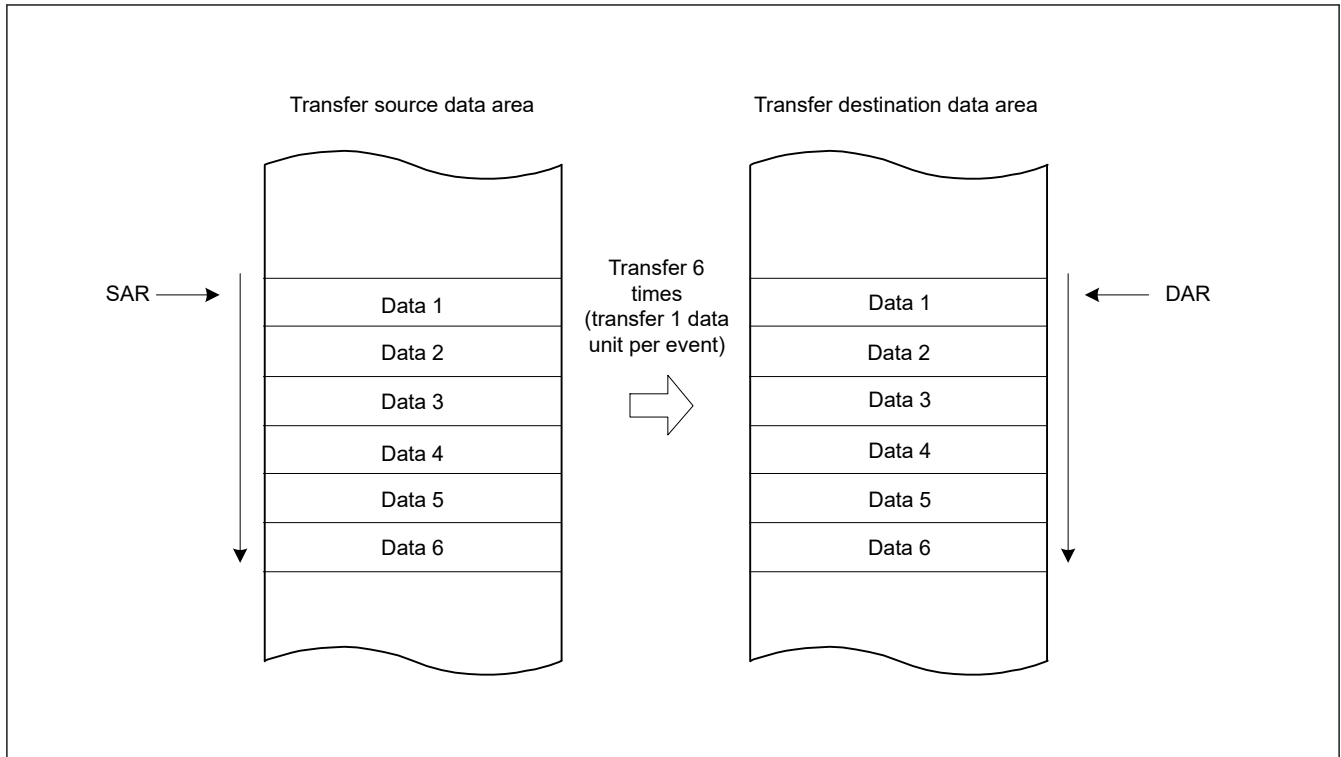 Transfer source data area
Transfer destination data area
SAR
Data 1
Data 2
Data 3
Data 4
Data 5
Data 6
Transfer 6
times
(transfer 1 data
unit per event)
Data 1
Data 2
Data 3
Data 4
Data 5
Data 6
DAR